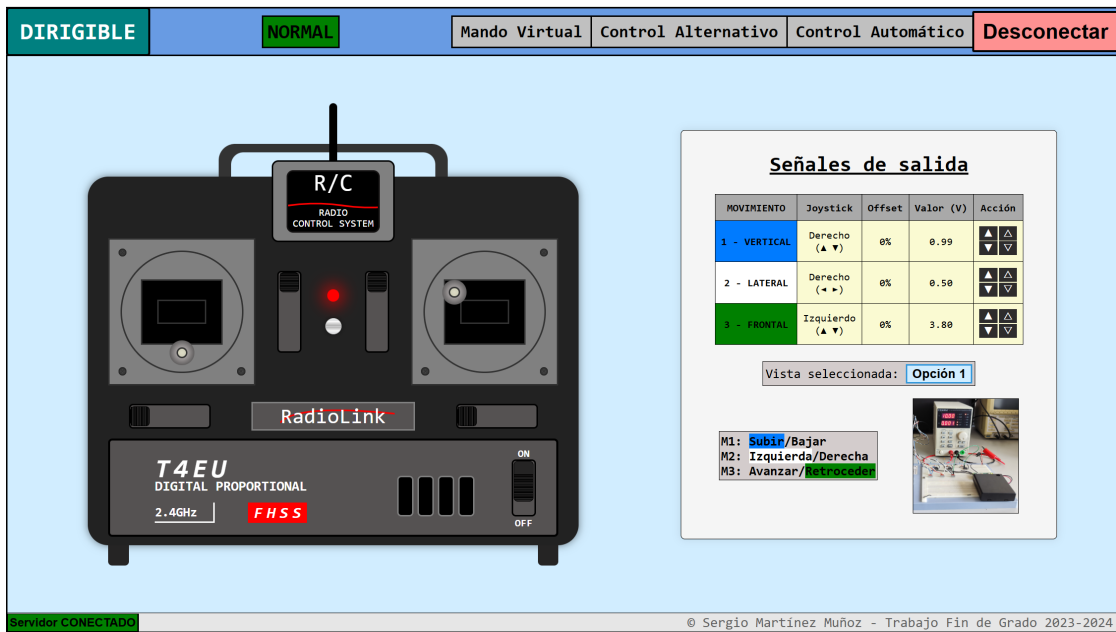 DIRIGIBLE
NORMAL
Mando Virtual
Control Alternativo
Control Automático
Desconectar
R/C
RADIO
CONTROL SYSTEM
RadioLink
T4EU
DIGITAL PROPORTIONAL
2.4GHz
FHSS
ON
OFF
Señales de salida
MOVIMIENTO Joystick Offset Valor (V) Acción
1 - VERTICAL Derecho (▲ ▼) 0% 0.99 ▲ △ ▼ ▽
2 - LATERAL Derecho (◄ ►) 0% 0.50 ▲ △ ▼ ▽
3 - FRONTAL Izquierdo (▲ ▼) 0% 3.80 ▲ △ ▼ ▽
Vista seleccionada: Opción 1
M1: Subir/Bajar
M2: Izquierda/Derecha
M3: Avanzar/Retroceder
Servidor CONECTADO
© Sergio Martínez Muñoz - Trabajo Fin de Grado 2023-2024